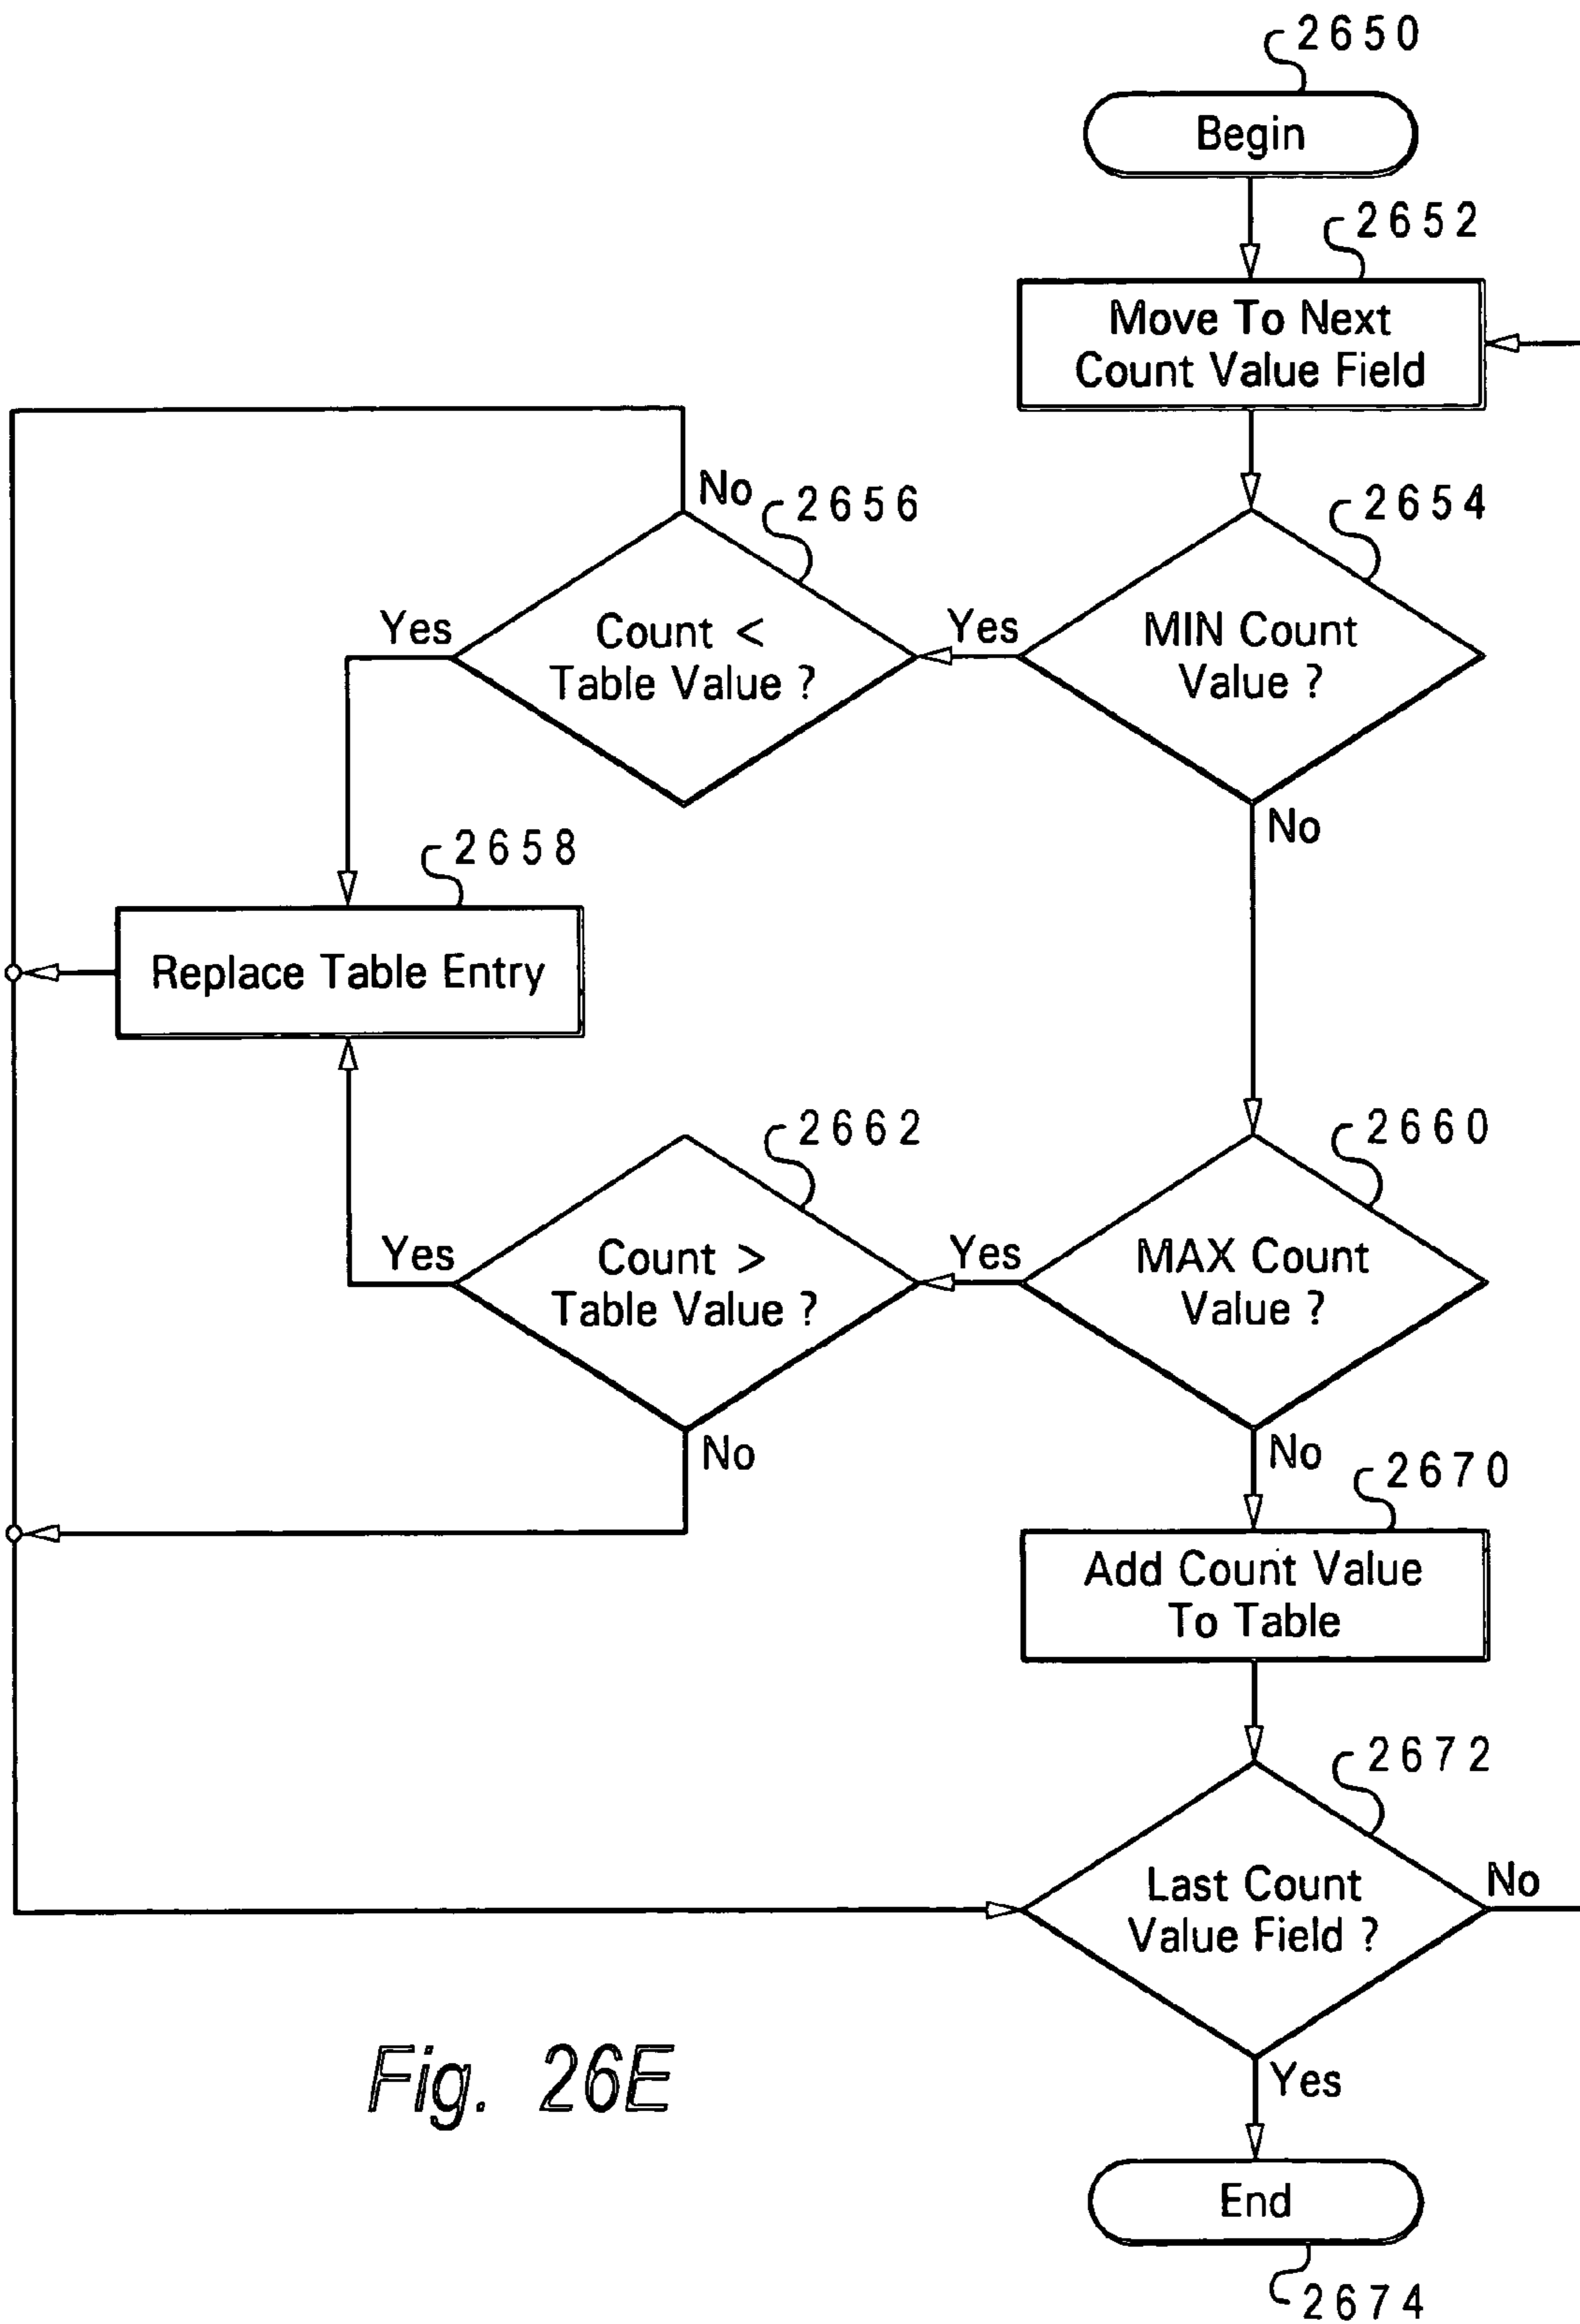 2650
Begin
2652
Move To Next
Count Value Field
No
2656
2654
Yes
Count <
Table Value ?
Yes
MIN Count
Value ?
No
2658
Replace Table Entry
2662
2660
Yes
Count >
Table Value ?
Yes
MAX Count
Value ?
No
No
2670
Add Count Value
To Table
2672
Last Count
Value Field ?
No
Fig. 26E
Yes
End
2674